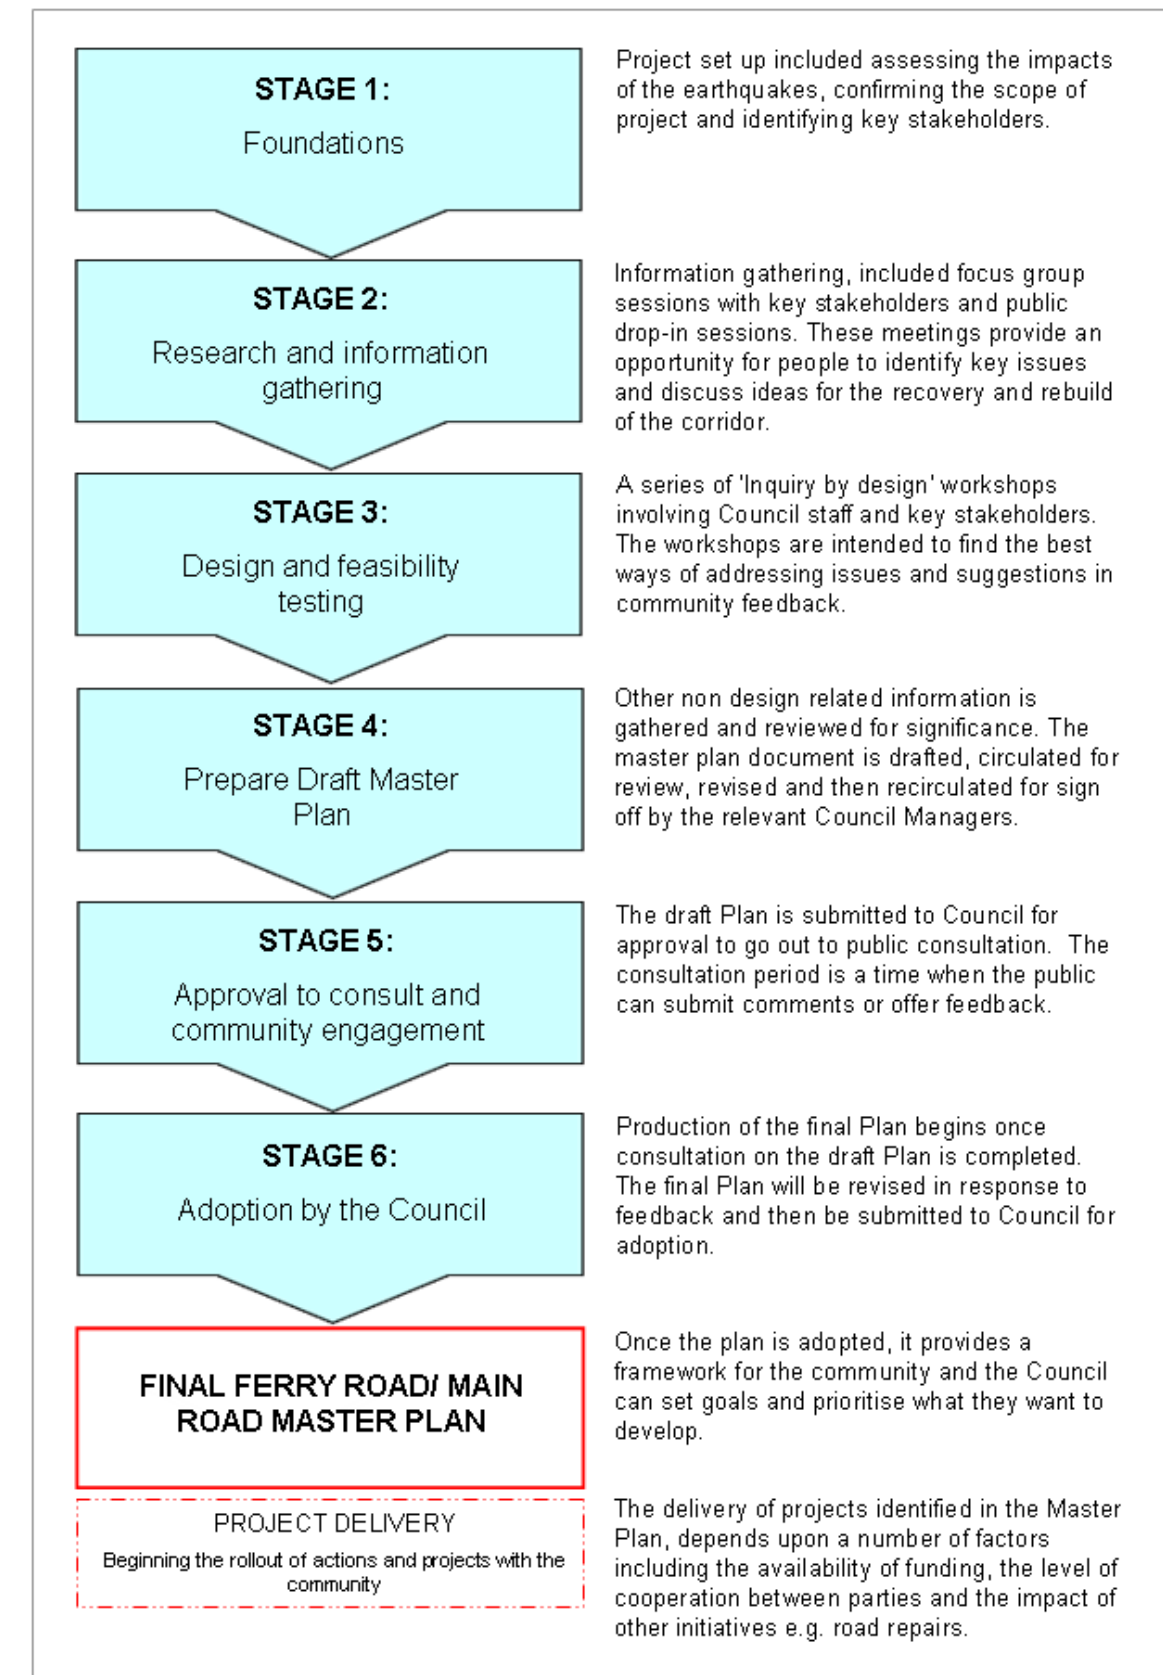 STAGE 1:
Foundations
Project set up included assessing the impacts
of the earthquakes, confirming the scope of
project and identifying key stakeholders.
STAGE 2:
Research and information
gathering
Information gathering, included focus group
sessions with key stakeholders and public
drop-in sessions. These meetings provide an
opportunity for people to identify key issues
and discuss ideas for the recovery and rebuild
of the corridor.
STAGE 3:
Design and feasibility
testing
A series of 'Inquiry by design' workshops
involving Council staff and key stakeholders.
The workshops are intended to find the best
ways of addressing issues and suggestions in
community feedback.
STAGE 4:
Prepare Draft Master
Plan
Other non design related information is
gathered and reviewed for significance. The
master plan document is drafted, circulated for
review, revised and then recirculated for sign
off by the relevant Council Managers.
STAGE 5:
Approval to consult and
community engagement
The draft Plan is submitted to Council for
approval to go out to public consultation.  The
consultation period is a time when the public
can submit comments or offer feedback.
STAGE 6:
Adoption by the Council
Production of the final Plan begins once
consultation on the draft Plan is completed.
The final Plan will be revised in response to
feedback and then be submitted to Council for
adoption.
FINAL FERRY ROAD/ MAIN
ROAD MASTER PLAN
Once the plan is adopted, it provides a
framework for the community and the Council
can set goals and prioritise what they want to
develop.
PROJECT DELIVERY
Beginning the rollout of actions and projects with the
community
The delivery of projects identified in the Master
Plan, depends upon a number of factors
including the availability of funding, the level of
cooperation between parties and the impact of
other initiatives e.g. road repairs.